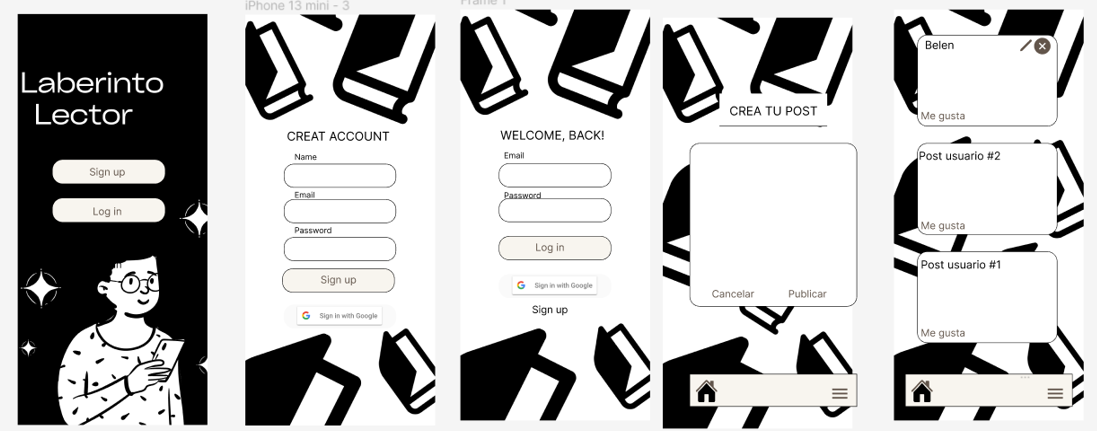 iPhone 13 mini - 3
Frame 1
Laberinto
Lector
Sign up
Log in
CREAT ACCOUNT
Name
Email
Password
Sign up
Sign in with Google
WELCOME, BACK!
Email
Password
Log in
Sign in with Google
Sign up
CREA TU POST
Cancelar
Publicar
Belen
Me gusta
Post usuario #2
Me gusta
Post usuario #1
Me gusta